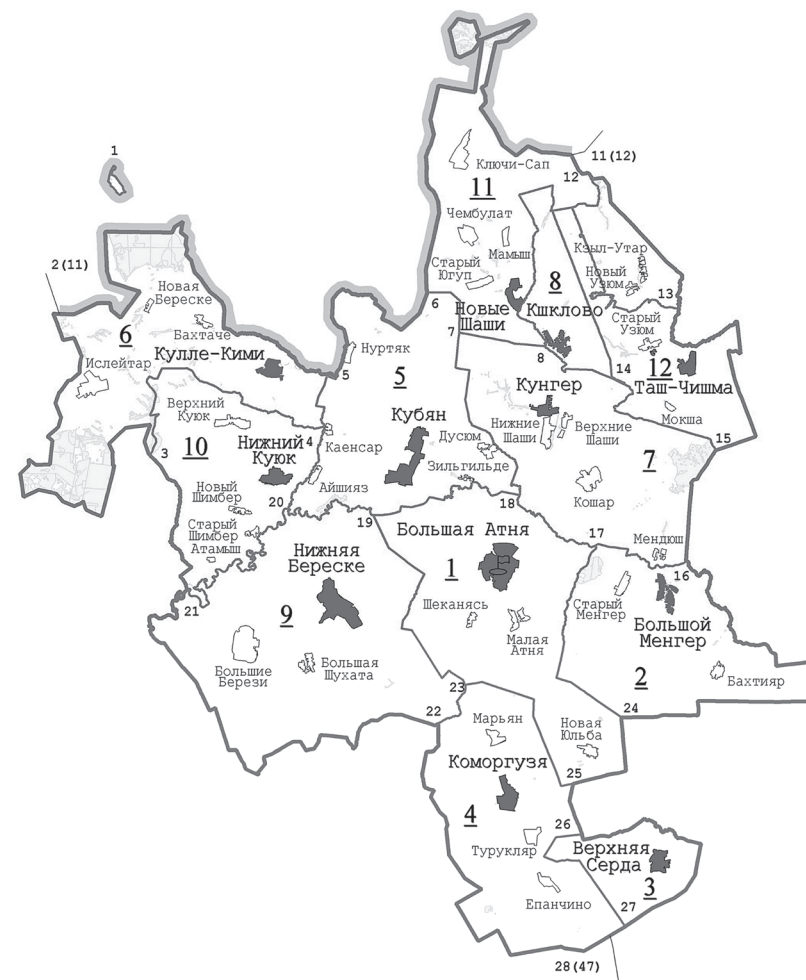 1
11(12)
Ключи-Сап
12
11
Чембулат
Мамыш
Старый
Югуп
Кзыл-Утар
Новый
Узюм
13
2(11)
Новая
Береске
6
Бахтаче
Кулле-Кими
Ислейтар
6
7
Новые
Шаши
8
Кшклово
Старый
Узюм
14
12
Таш-Чишма
Мокша
15
8
Нуртяк
5
5
Кубян
Дусюм
Зильгильде
Каенсар
Айшияз
4
Кунгер
Нижние
Шаши
Верхние
Шаши
7
Кошар
Мендюш
17
16
Верхний
Куюк
3
10
Нижний
Куюк
Новый
Шимбер
20
Старый
Шимбер
Атамыш
19
18
Большая Атня
1
Шеканясь
Малая
Атня
Нижняя
Береске
21
9
Большие
Берези
Большая
Шухата
23
22
Старый
Менгер
Большой
Менгер
2
Бахтияр
24
Марьян
Новая
Юльба
25
Коморгузя
4
26
Турукляр
Верхняя
Серда
3
Епанчино
27
28(47)